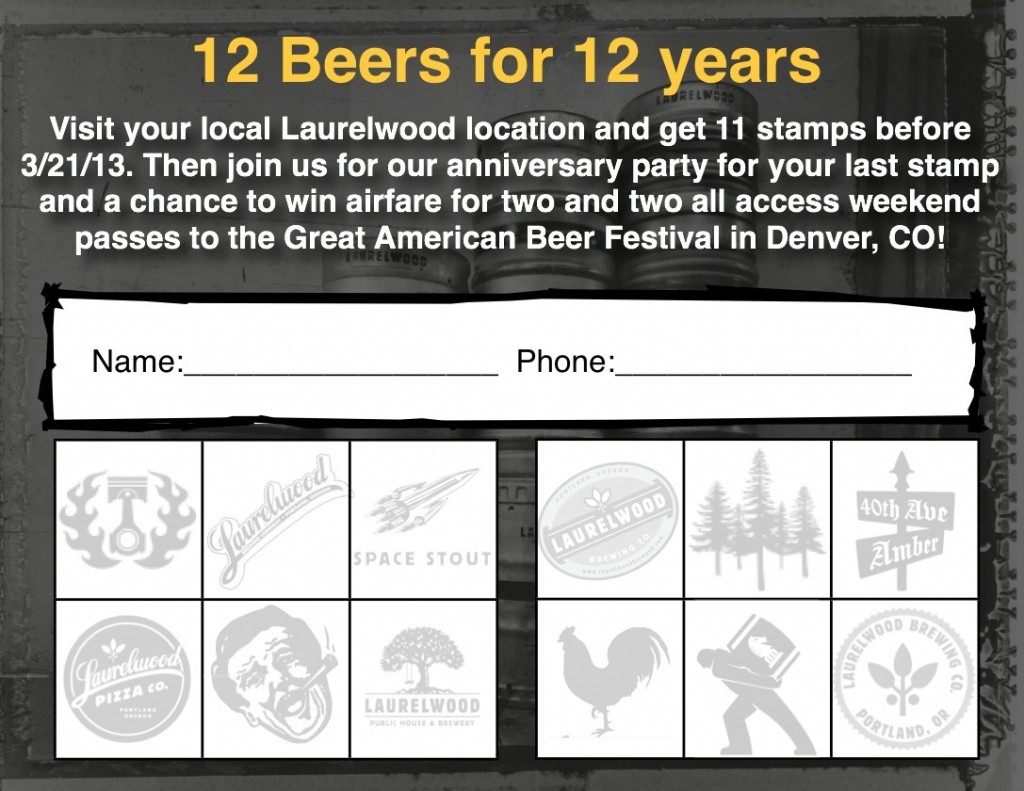 12 Beers for 12 years
Visit your local Laurelwood location and get 11 stamps before
3/21/13. Then join us for our anniversary party for your last stamp
and a chance to win airfare for two and two all access weekend
passes to the Great American Beer Festival in Denver, CO!
LAURELWOOD
LAURELWOOD
Name:__________________ Phone:_________________
Laurelwood
SPACE STOUT
PORTLAND OREGON
LAURELWOOD
BREWING CO.
40th Ave
Amber
Laurelwood
PIZZA CO.
PORTLAND
OREGON
LAURELWOOD
PUBLIC HOUSE & BREWERY
LAURELWOOD BREWING CO.
PORTLAND, OR